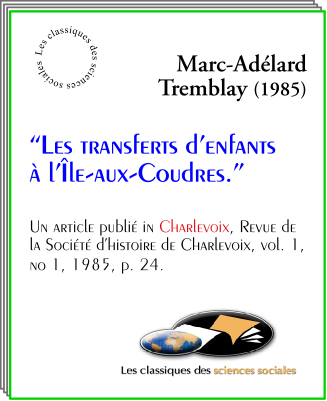 Les classiques des sciences sociales
Marc-Adélard
Tremblay (1985)
“Les transferts d’enfants
à l’Île-aux-Coudres.”
Un article publié in Charlevoix, Revue de
la Société d’histoire de Charlevoix, vol. 1,
no 1, 1985, p. 24.
Les classiques des sciences sociales